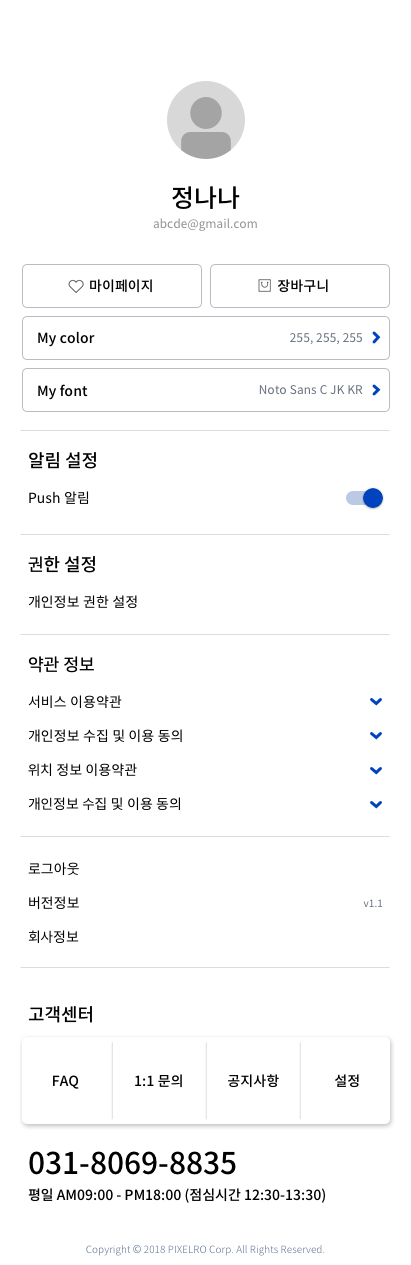 정나나
abcde@gmail.com
마이페이지 장바구니
My color 255, 255, 255
My font Noto Sans C JK KR
알림 설정
Push 알림
권한 설정
개인정보 권한 설정
약관 정보
서비스 이용약관
개인정보 수집 및 이용 동의
위치 정보 이용약관
개인정보 수집 및 이용 동의
로그아웃
버전정보 v1.1
회사정보
고객센터
FAQ 1:1 문의 공지사항 설정
031-8069-8835
평일 AM09:00 - PM18:00 (점심시간 12:30-13:30)
Copyright © 2018 PIXELRO Corp. All Rights Reserved.